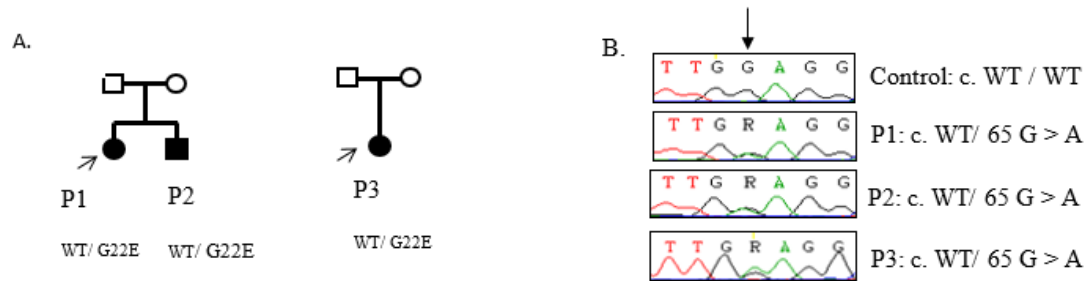 A.
P1 P2 P3
WT/ G22E WT/ G22E WT/ G22E
B.
T T G G A G G Control: c. WT / WT
T T G R A G G P1: c. WT/ 65 G > A
T T G R A G G P2: c. WT/ 65 G > A
T T G R A G G P3: c. WT/ 65 G > A